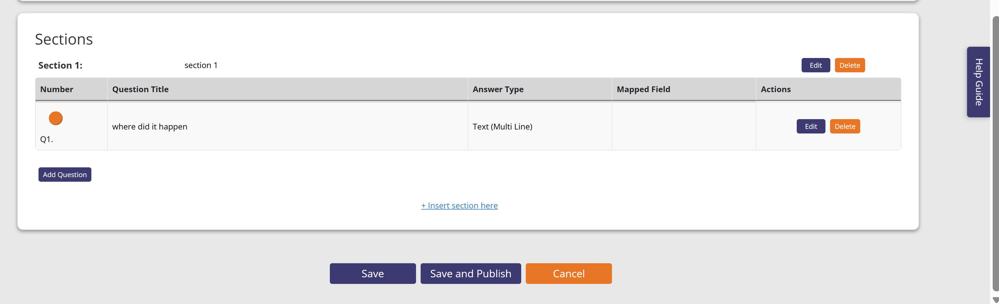 Sections
Section 1: section 1 Edit Delete
Number Question Title Answer Type Mapped Field Actions
Q1. where did it happen Text (Multi Line) Edit Delete
Add Question
+ Insert section here
Save Save and Publish Cancel
Help Guide